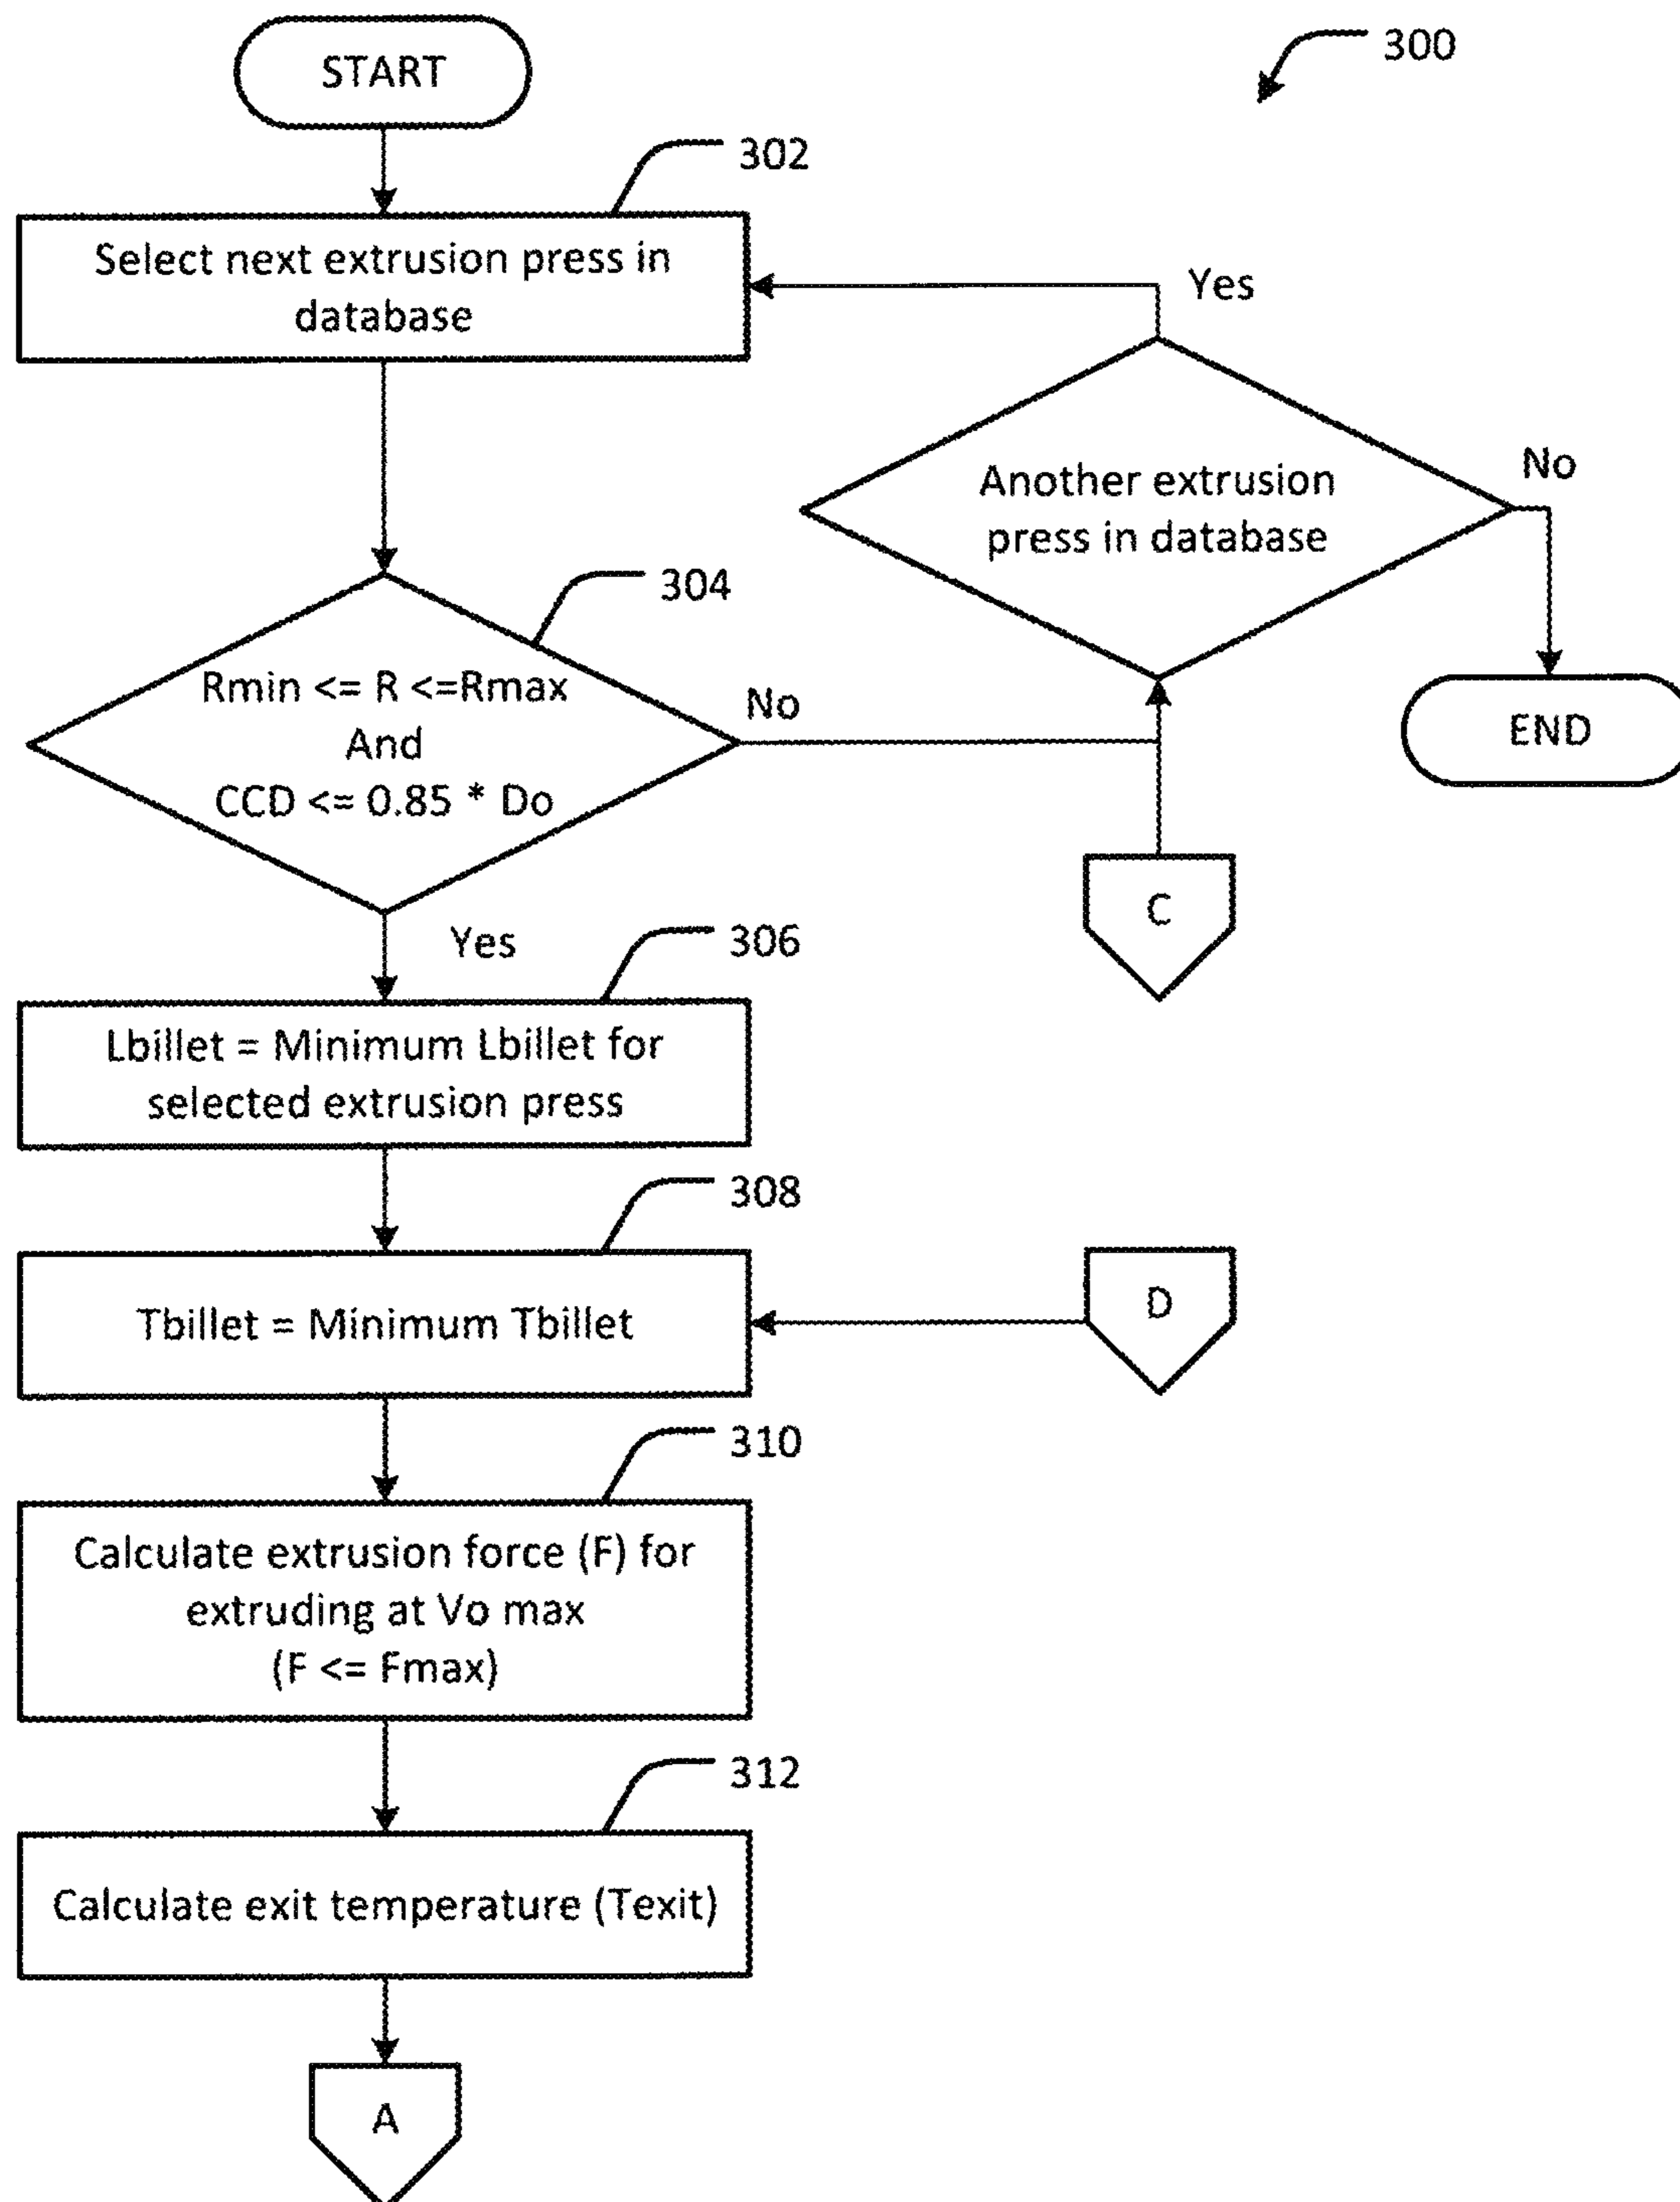 START
300
302
Select next extrusion press in
database
Yes
Another extrusion
press in database
No
304
Rmin <= R <=Rmax
And
CCD <= 0.85 * Do
No
END
C
Yes
306
Lbillet = Minimum Lbillet for
selected extrusion press
308
Tbillet = Minimum Tbillet
D
310
Calculate extrusion force (F) for
extruding at Vo max
(F <= Fmax)
312
Calculate exit temperature (Texit)
A